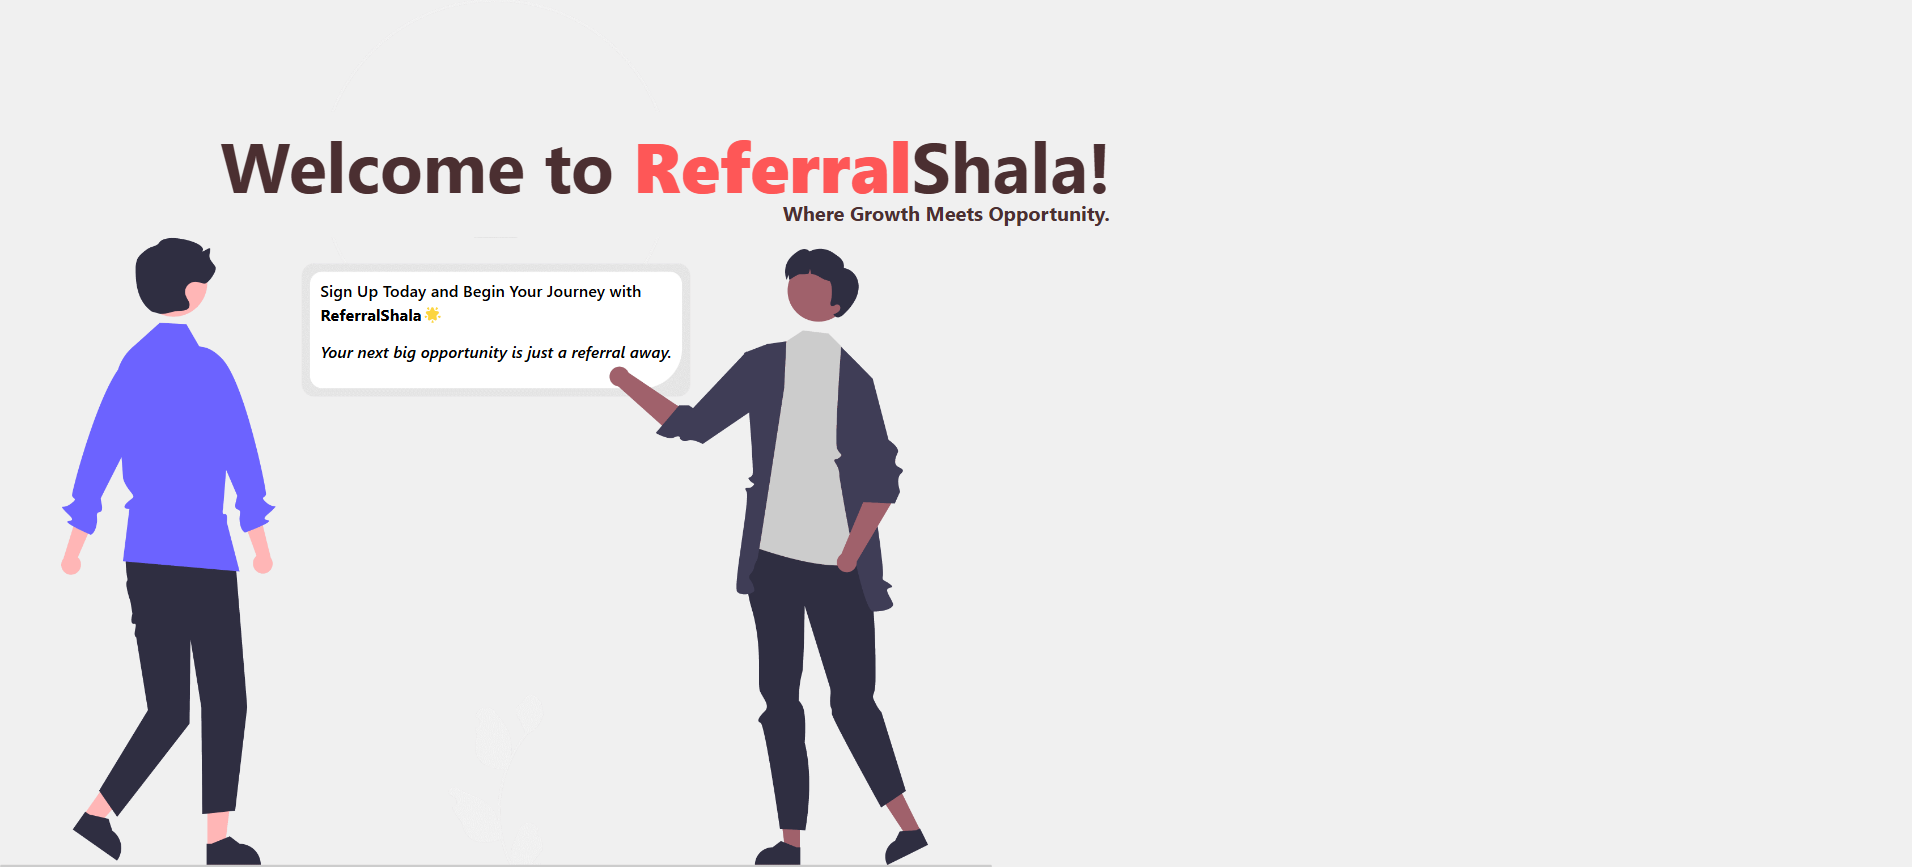 Welcome to ReferralShala!
Where Growth Meets Opportunity.
Sign Up Today and Begin Your Journey with
ReferralShala 🌟
Your next big opportunity is just a referral away.